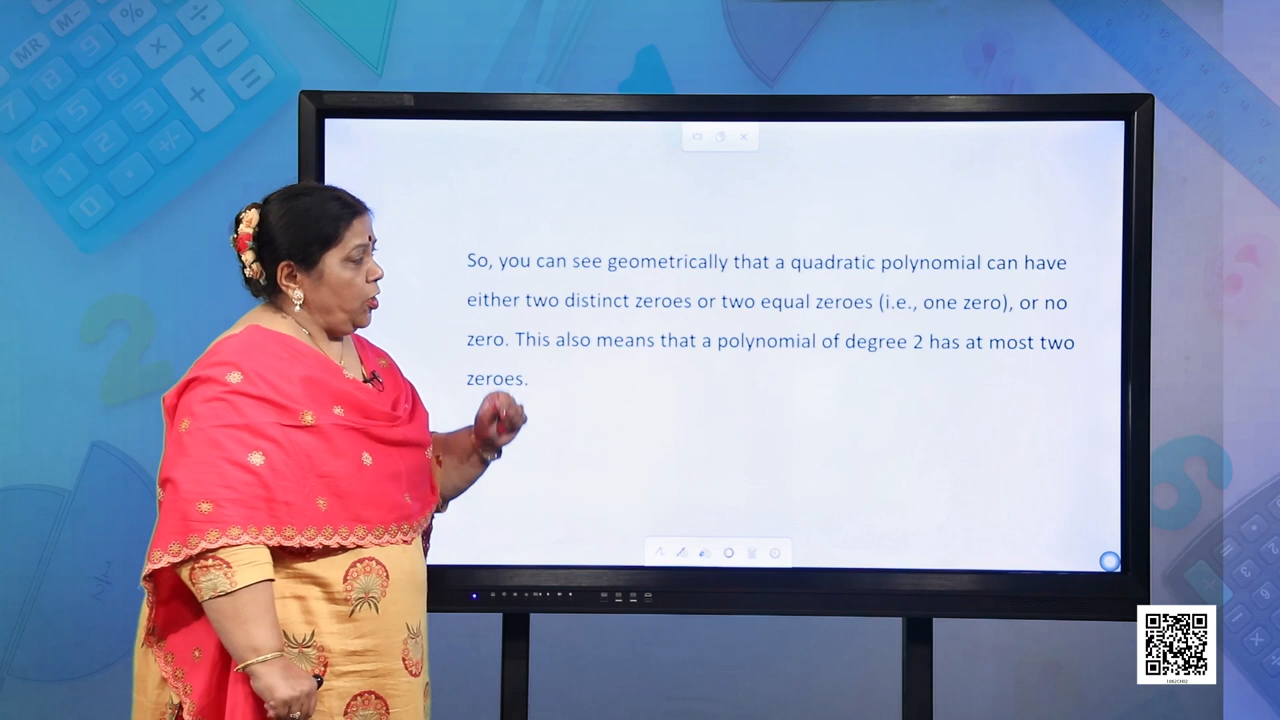 So, you can see geometrically that a quadratic polynomial can have
either two distinct zeroes or two equal zeroes (i.e., one zero), or no
zero. This also means that a polynomial of degree 2 has at most two
zeroes.
1062CH02